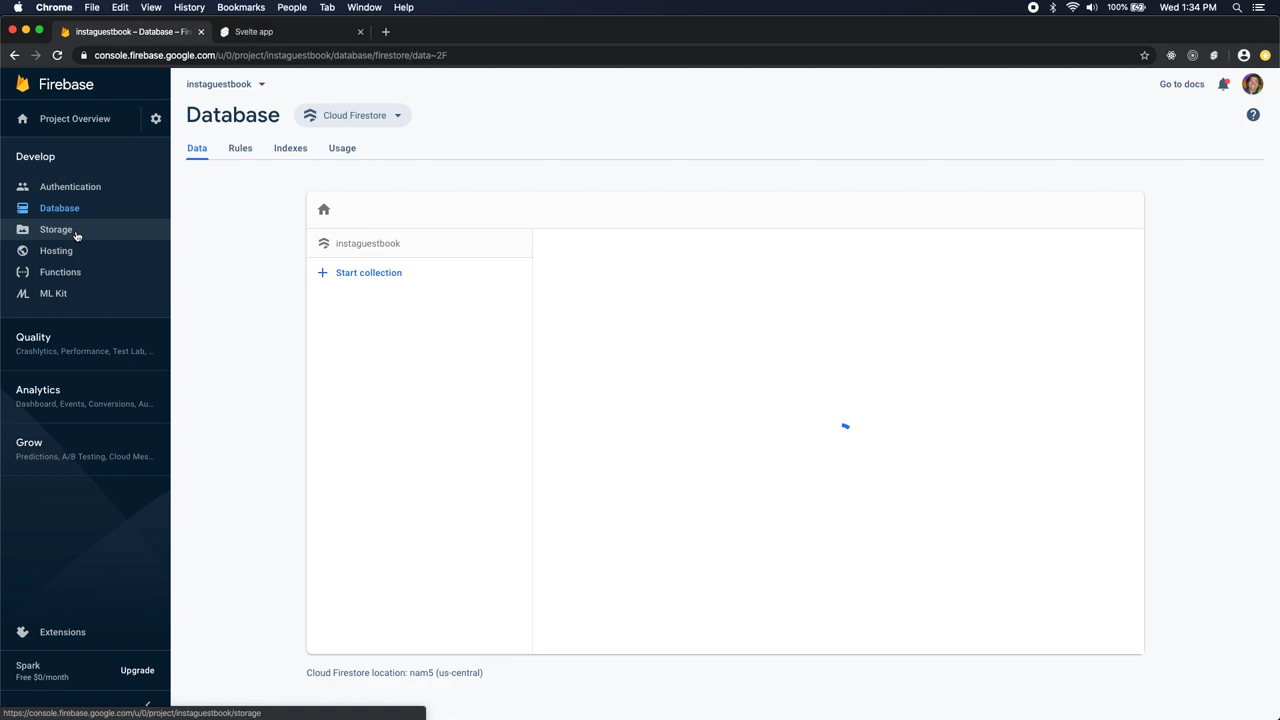 Chrome File Edit View History Bookmarks People Tab Window Help 100% Wed 1:34 PM
instaguestbook – Database – Fir Svelte app
console.firebase.google.com/u/0/project/instaguestbook/database/firestore/data~2F
Firebase
instaguestbook
Go to docs
Project Overview
Database
Cloud Firestore
Data Rules Indexes Usage
Develop
Authentication
Database
Storage
Hosting
Functions
ML Kit
Quality
Crashlytics, Performance, Test Lab, ...
Analytics
Dashboard, Events, Conversions, Au...
Grow
Predictions, A/B Testing, Cloud Mes...
Extensions
Spark
Free $0/month
Upgrade
instaguestbook
+ Start collection
Cloud Firestore location: nam5 (us-central)
https://console.firebase.google.com/u/0/project/instaguestbook/storage